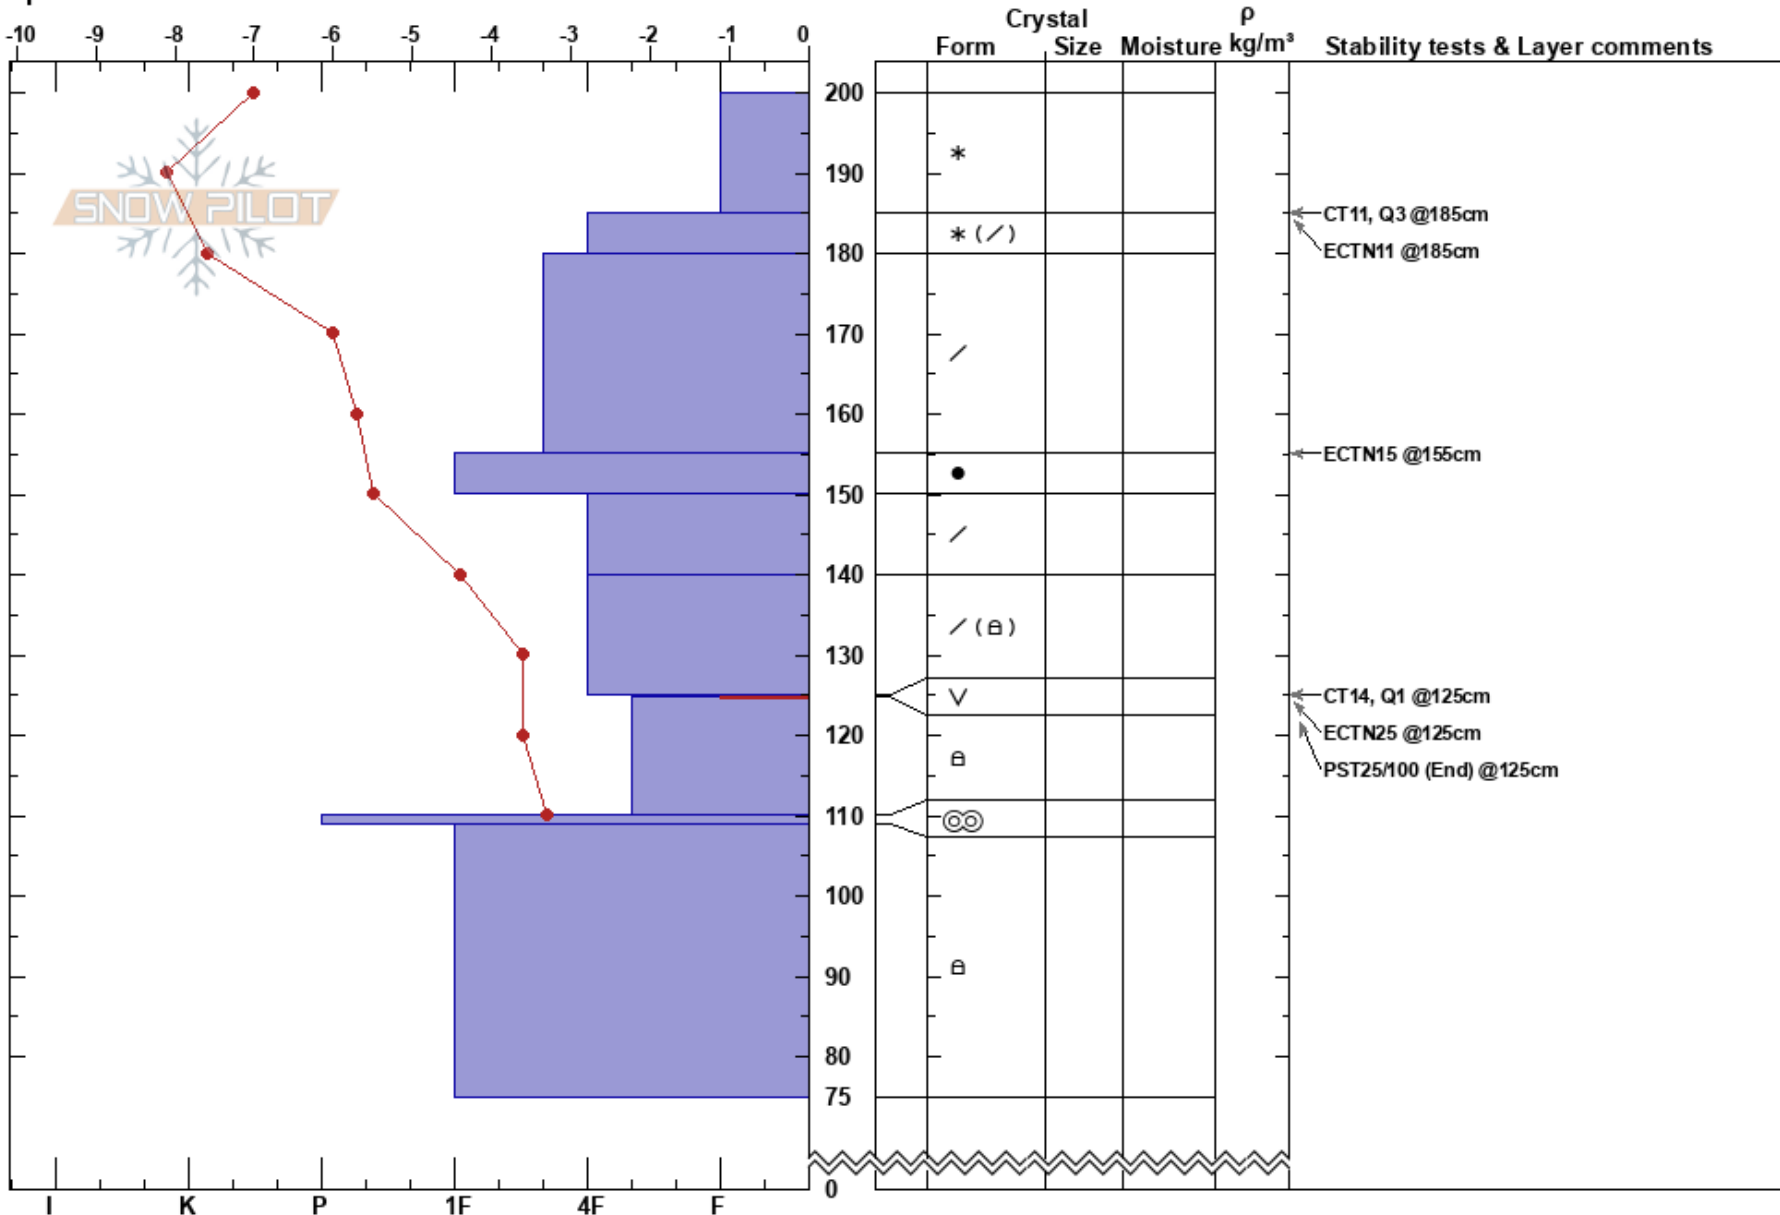 Crystal
ρ
-10 -9 -8 -7 -6 -5 -4 -3 -2 -1 0
Form Size Moisture kg/m³ Stability tests & Layer comments
200
190
SNOW PILOT
CT11, Q3 @185cm
( )
ECTN11 @185cm
180
170
160
ECTN15 @155cm
150
140
( )
130
CT14, Q1 @125cm
ECTN25 @125cm
120
PST25/100 (End) @125cm
110
100
90
80
75
0
I K P 1F 4F F